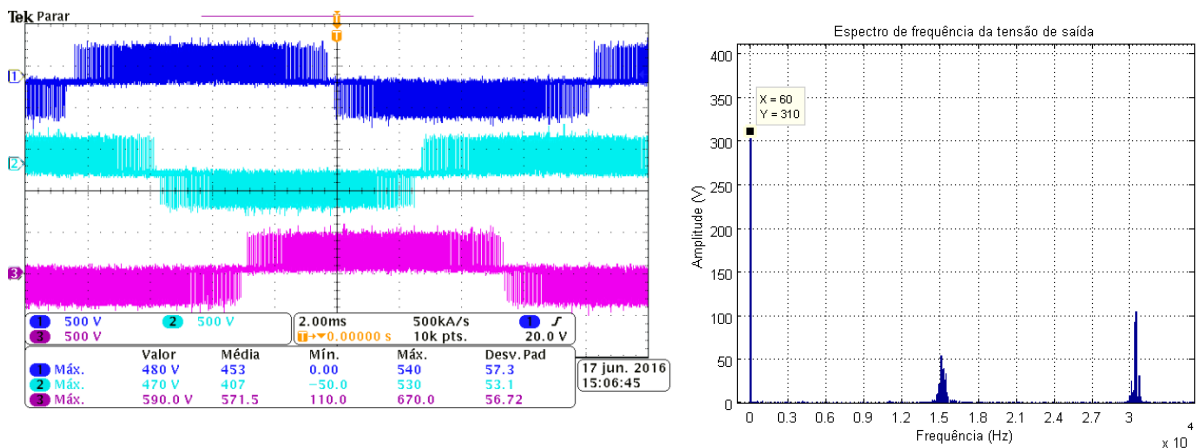 Tek Parar
T
T
1
2
3
1 500 V 2 500 V
3 500 V
2.00ms 500kA/s 1
T→▼0.00000 s 10k pts. 20.0 V
Valor Média Mín. Máx. Desv.Pad
1 Máx. 480 V 453 0.00 540 57.3
2 Máx. 470 V 407 −50.0 530 53.1
3 Máx. 590.0 V 571.5 110.0 670.0 56.72
17 jun. 2016
15:06:45
Espectro de frequência da tensão de saída
400
350
300
250
200
150
100
50
0
X = 60
Y = 310
Amplitude (V)
0 0.3 0.6 0.9 1.2 1.5 1.8 2.1 2.4 2.7 3 3.3
Frequência (Hz)
x 10
4